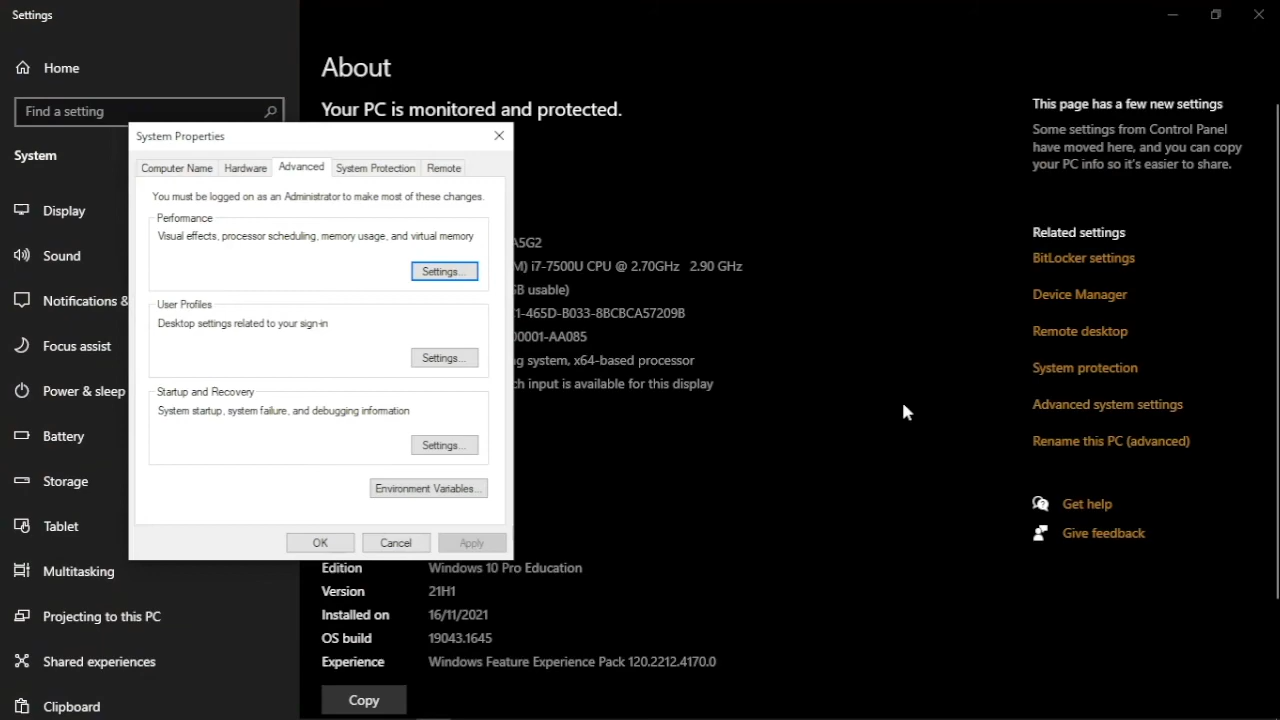 Settings
Home
Find a setting
System
Display
Sound
Notifications &
Focus assist
Power & sleep
Battery
Storage
Tablet
Multitasking
Projecting to this PC
Shared experiences
Clipboard
About
Your PC is monitored and protected.
System Properties
Computer Name
Hardware
Advanced
System Protection
Remote
You must be logged on as an Administrator to make most of these changes.
Performance
Visual effects, processor scheduling, memory usage, and virtual memory
Settings...
User Profiles
Desktop settings related to your sign-in
Settings...
Startup and Recovery
System startup, system failure, and debugging information
Settings...
Environment Variables...
OK
Cancel
Apply
A5G2
M) i7-7500U CPU @ 2.70GHz 2.90 GHz
GB usable)
1-465D-B033-8BCBCA57209B
0001-AA085
g system, x64-based processor
ch input is available for this display
Edition Windows 10 Pro Education
Version 21H1
Installed on 16/11/2021
OS build 19043.1645
Experience Windows Feature Experience Pack 120.2212.4170.0
Copy
This page has a few new settings
Some settings from Control Panel
have moved here, and you can copy
your PC info so it's easier to share.
Related settings
BitLocker settings
Device Manager
Remote desktop
System protection
Advanced system settings
Rename this PC (advanced)
Get help
Give feedback